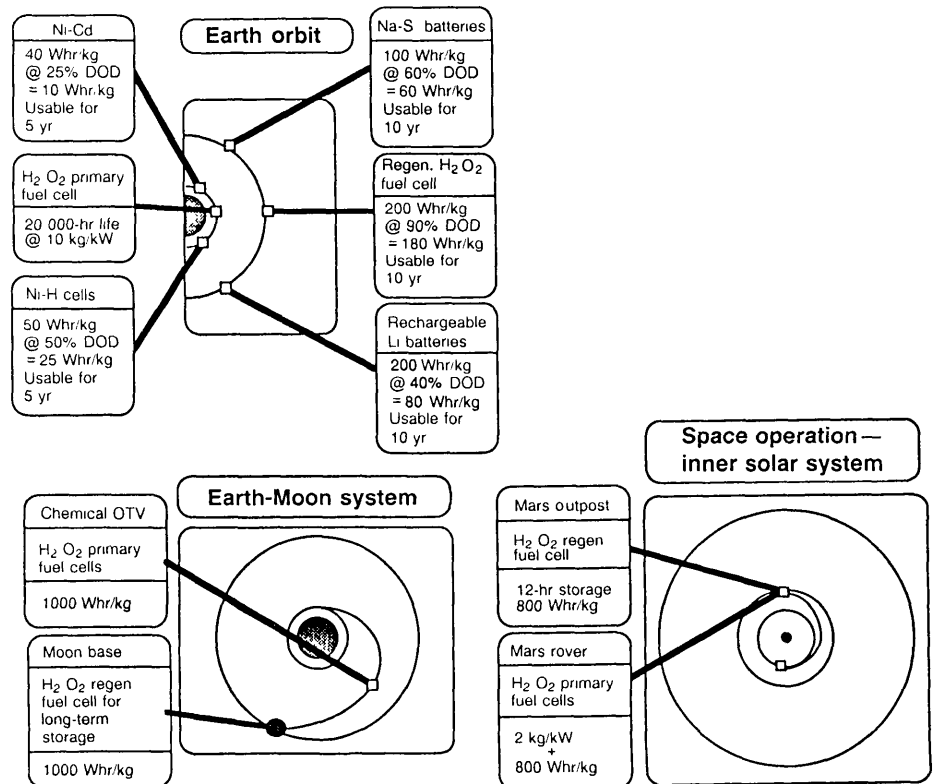 Ni-Cd
40 Whr/kg
@ 25% DOD
= 10 Whr/kg
Usable for
5 yr
Earth orbit
Na-S batteries
100 Whr/kg
@ 60% DOD
= 60 Whr/kg
Usable for
10 yr
H₂ O₂ primary
fuel cell
20 000-hr life
@ 10 kg/kW
Regen. H₂ O₂
fuel cell
200 Whr/kg
@ 90% DOD
= 180 Whr/kg
Usable for
10 yr
Ni-H cells
50 Whr/kg
@ 50% DOD
= 25 Whr/kg
Usable for
5 yr
Rechargeable
Li batteries
200 Whr/kg
@ 40% DOD
= 80 Whr/kg
Usable for
10 yr
Earth-Moon system
Chemical OTV
H₂ O₂ primary
fuel cells
1000 Whr/kg
Moon base
H₂ O₂ regen
fuel cell for
long-term
storage
1000 Whr/kg
Space operation—
inner solar system
Mars outpost
H₂ O₂ regen
fuel cell
12-hr storage
800 Whr/kg
Mars rover
H₂ O₂ primary
fuel cells
2 kg/kW
+
800 Whr/kg